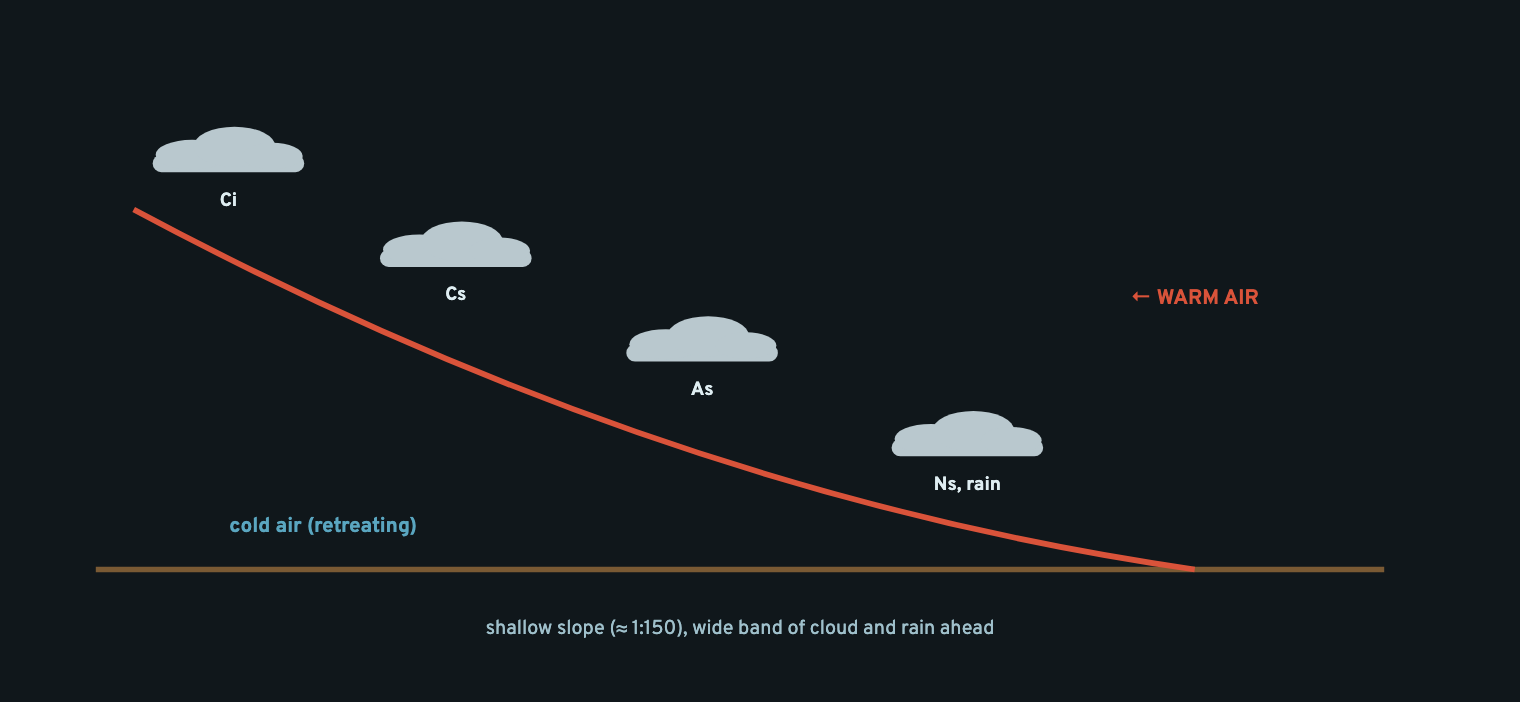 Ci
Cs
← WARM AIR
As
Ns, rain
cold air (retreating)
shallow slope (≈ 1:150), wide band of cloud and rain ahead